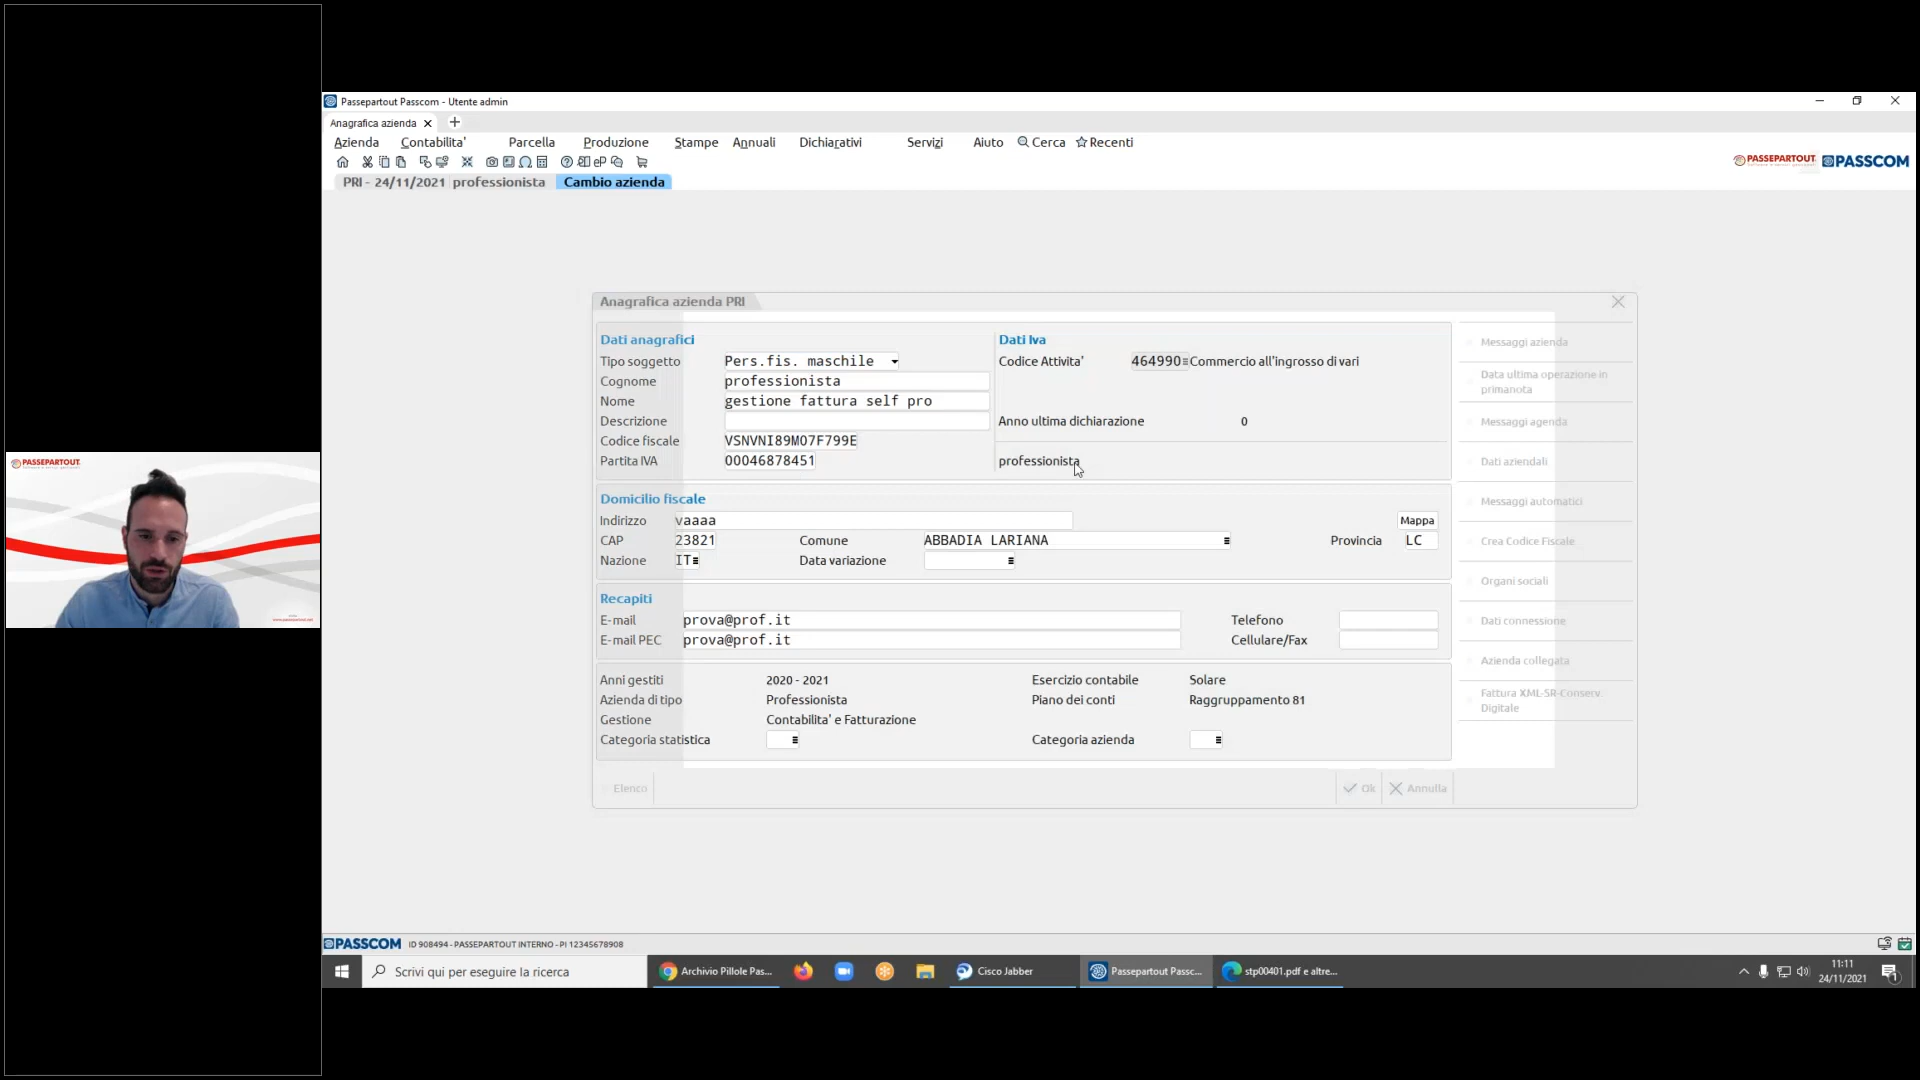 Passepartout Passcom - Utente admin
Anagrafica azienda
Azienda Contabilita' Parcella Produzione Stampe Annuali Dichiarativi Servizi Aiuto Cerca Recenti
PASSEPARTOUT PASSCOM
PRI - 24/11/2021 professionista Cambio azienda
Anagrafica azienda PRI
Dati anagrafici Dati Iva
Tipo soggetto Pers.fis. maschile Codice Attivita' 464990 Commercio all'ingrosso di vari
Cognome professionista
Nome gestione fattura self pro
Descrizione Anno ultima dichiarazione 0
Codice fiscale VSNVNI89M07F799E
Partita IVA 00046878451 professionista
Domicilio fiscale
Indirizzo vaaaa Mappa
CAP 23821 Comune ABBADIA LARIANA Provincia LC
Nazione IT Data variazione
Recapiti
E-mail prova@prof.it Telefono
E-mail PEC prova@prof.it Cellulare/Fax
Anni gestiti 2020 - 2021 Esercizio contabile Solare
Azienda di tipo Professionista Piano dei conti Raggruppamento 81
Gestione Contabilita' e Fatturazione
Categoria statistica Categoria azienda
Elenco Ok Annulla
Messaggi azienda
Data ultima operazione in
primanota
Messaggi agenda
Dati aziendali
Messaggi automatici
Crea Codice Fiscale
Organi sociali
Dati connessione
Azienda collegata
Fattura XML-SR-Conserv.
Digitale
PASSEPARTOUT
PASSCOM ID 908494 - PASSEPARTOUT INTERNO - PI 12345678908
Scrivi qui per eseguire la ricerca Archivio Pillole Pas... Cisco Jabber Passepartout Passc... stp00401.pdf e altre...
11:11
24/11/2021
1